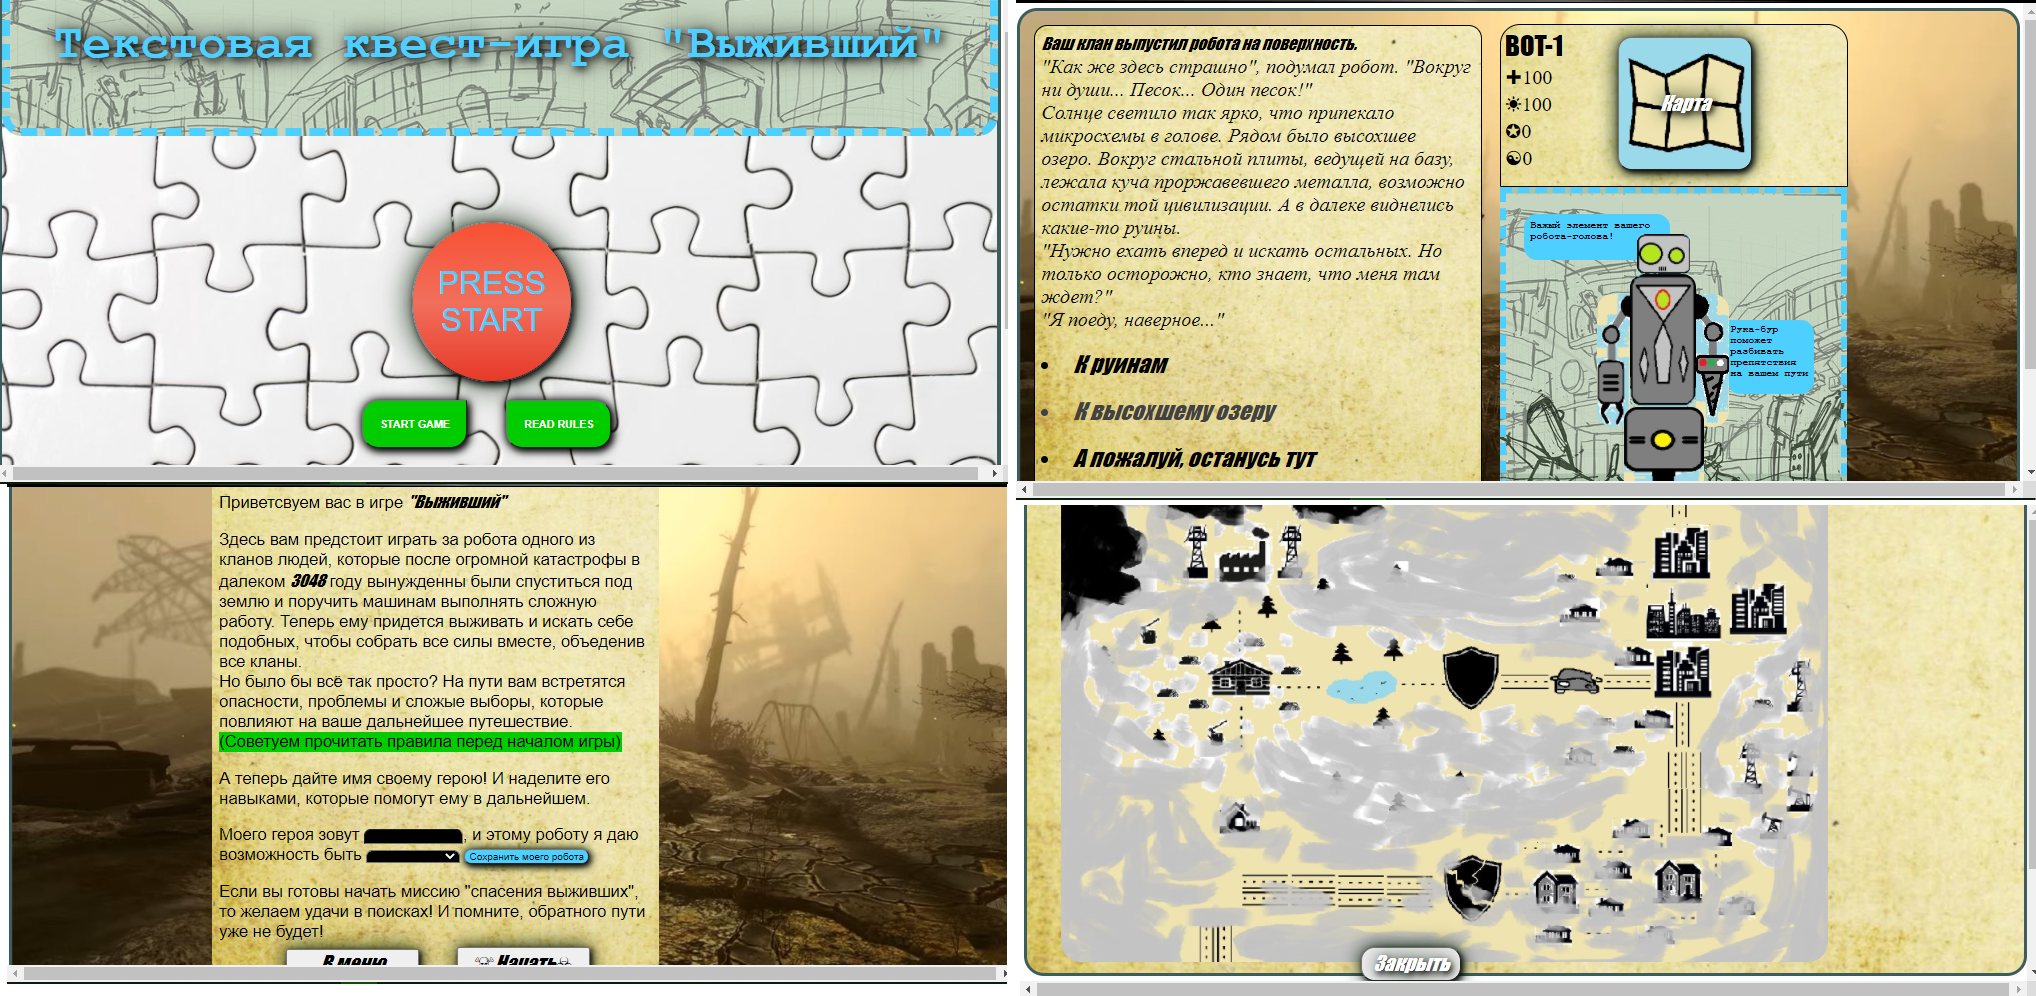 Текстовая квест-игра "Выживший"
PRESS
START
START GAME
READ RULES
Ваш клан выпустил робота на поверхность.
"Как же здесь страшно", подумал робот. "Вокруг
ни души... Песок... Один песок!"
Солнце светило так ярко, что припекало
микросхемы в голове. Рядом было высохшее
озеро. Вокруг стальной плиты, ведущей на базу,
лежала куча проржавевшего металла, возможно
остатки той цивилизации. А в далеке виднелись
какие-то руины.
"Нужно ехать вперед и искать остальных. Но
только осторожно, кто знает, что меня там
ждет?"
"Я поеду, наверное..."
• К руинам
• К высохшему озеру
• А пожалуй, останусь тут
BOT-1
✚100
☀100
✪0
☯0
Карта
Важый элемент вашего
робота-голова!
Рука-бур
поможет
разбивать
препятствия
на вашем пути
Приветсвуем вас в игре "Выживший"
Здесь вам предстоит играть за робота одного из
кланов людей, которые после огромной катастрофы в
далеком 3048 году вынужденны были спуститься под
землю и поручить машинам выполнять сложную
работу. Теперь ему придется выживать и искать себе
подобных, чтобы собрать все силы вместе, объеденив
все кланы.
Но было бы всё так просто? На пути вам встретятся
опасности, проблемы и сложые выборы, которые
повлияют на ваше дальнейшее путешествие.
(Советуем прочитать правила перед началом игры)
А теперь дайте имя своему герою! И наделите его
навыками, которые помогут ему в дальнейшем.
Моего героя зовут , и этому роботу я даю
возможность быть Сохранить моего робота
Если вы готовы начать миссию "спасения выживших",
то желаем удачи в поисках! И помните, обратного пути
уже не будет!
В меню
☠Начать☠
Закрыть